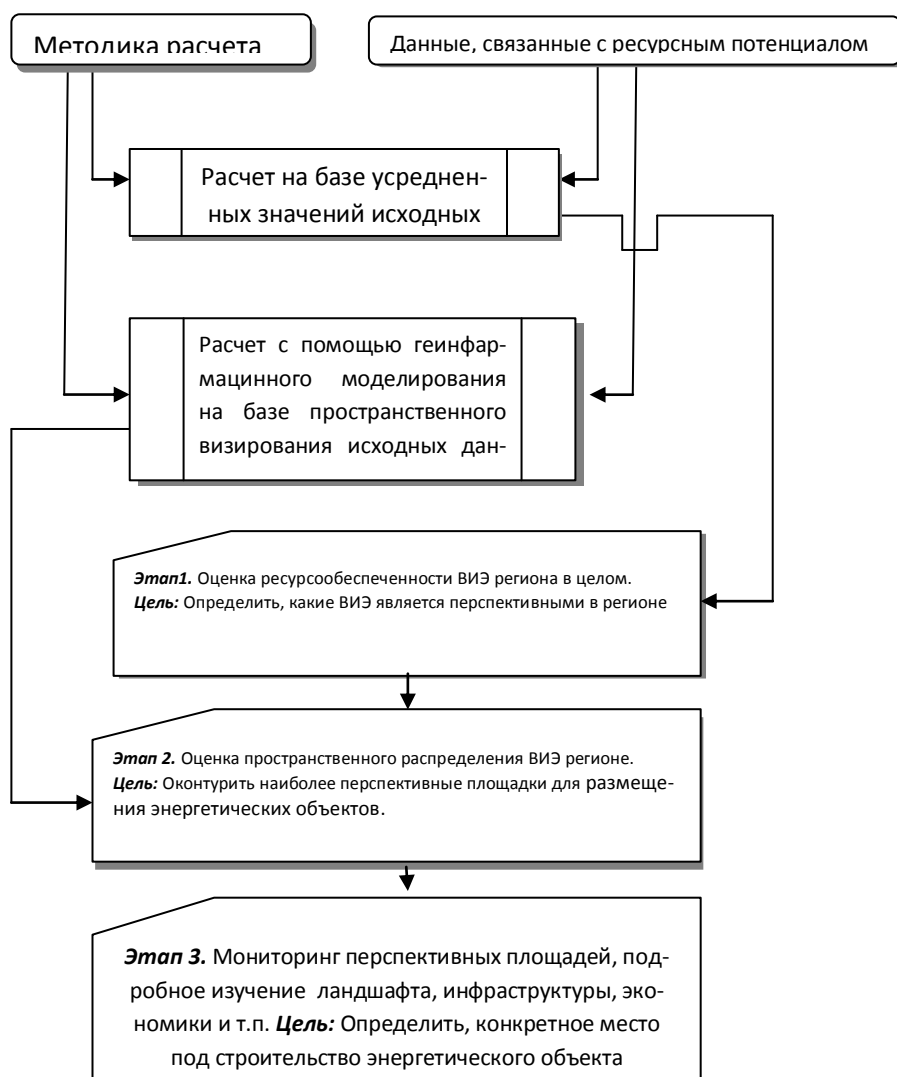 Методика расчета
Данные, связанные с ресурсным потенциалом
Расчет на базе усреднен-
ных значений исходных
Расчет с помощью геинфар-
мацинного моделирования
на базе пространственного
визирования исходных дан-
Этап1. Оценка ресурсообеспеченности ВИЭ региона в целом.
Цель: Определить, какие ВИЭ является перспективными в регионе
Этап 2. Оценка пространственного распределения ВИЭ регионе.
Цель: Оконтурить наиболее перспективные площадки для размеще-
ния энергетических объектов.
Этап 3. Мониторинг перспективных площадей, под-
робное изучение ландшафта, инфраструктуры, эко-
номики и т.п. Цель: Определить, конкретное место
под строительство энергетического объекта